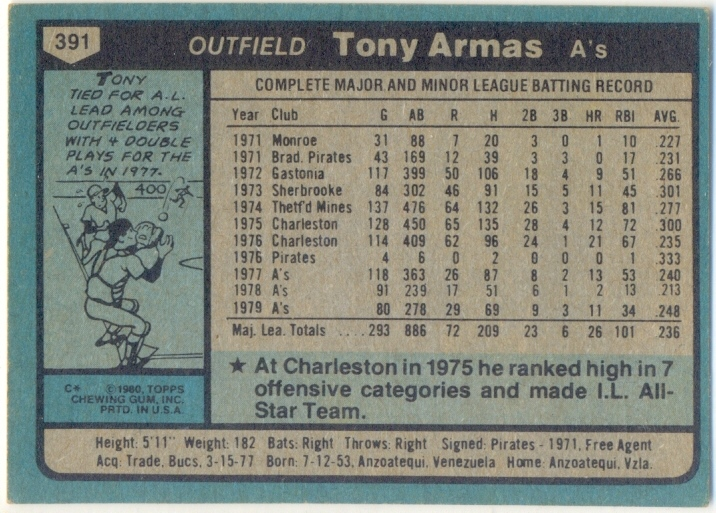 391 OUTFIELD Tony Armas A's
TONY
TIED FOR A.L.
LEAD AMONG
OUTFIELDERS
WITH 4 DOUBLE
PLAYS FOR THE
A'S IN 1977.
400
C* ©1980, TOPPS
CHEWING GUM, INC.
PRTD. IN U.S.A.
COMPLETE MAJOR AND MINOR LEAGUE BATTING RECORD
Year Club G AB R H 2B 3B HR RBI AVG.
1971 Monroe 31 88 7 20 3 0 1 10 .227
1971 Brad. Pirates 43 169 12 39 3 3 0 17 .231
1972 Gastonia 117 399 50 106 18 4 9 51 .266
1973 Sherbrooke 84 302 46 91 15 5 11 45 .301
1974 Thetf'd Mines 137 476 64 132 26 3 15 81 .277
1975 Charleston 128 450 65 135 28 4 12 72 .300
1976 Charleston 114 409 62 96 24 1 21 67 .235
1976 Pirates 4 6 0 2 0 0 0 1 .333
1977 A's 118 363 26 87 8 2 13 53 .240
1978 A's 91 239 17 51 6 1 2 13 .213
1979 A's 80 278 29 69 9 3 11 34 .248
Maj. Lea. Totals ....293 886 72 209 23 6 26 101 .236
★ At Charleston in 1975 he ranked high in 7
offensive categories and made I.L. All-
Star Team.
Height: 5'11" Weight: 182 Bats: Right Throws: Right Signed: Pirates - 1971, Free Agent
Acq: Trade, Bucs, 3-15-77 Born: 7-12-53, Anzoatequi, Venezuela Home: Anzoatequi, Vzla.